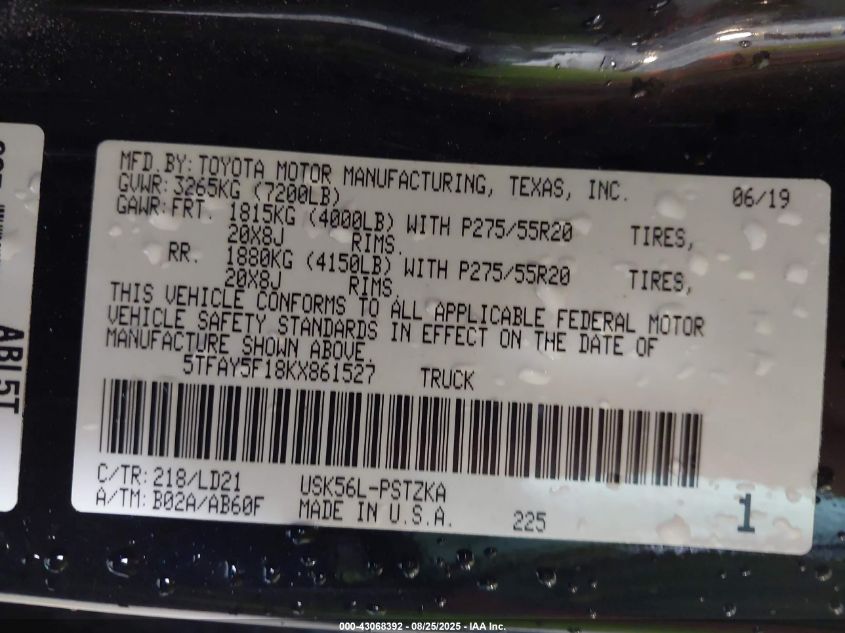 MFD.BY: TOYOTA MOTOR MANUFACTURING, TEXAS, INC. 06/19
GVWR: 3265KG (7200LB)
GAWR: FRT. 1815KG (4000LB) WITH P275/55R20 TIRES,
20X8J RIMS.
RR. 1880KG (4150LB) WITH P275/55R20 TIRES,
20X8J RIMS.
THIS VEHICLE CONFORMS TO ALL APPLICABLE FEDERAL MOTOR
VEHICLE SAFETY STANDARDS IN EFFECT ON THE DATE OF
MANUFACTURE SHOWN ABOVE.
5TFAY5F18KX861527 TRUCK
C/TR: 218/LD21 USK56L-PSTZKA
A/TM: B02A/AB60F MADE IN U.S.A. 225 1
ABI5T
000-43068392 - 08/25/2025 - IAA Inc.